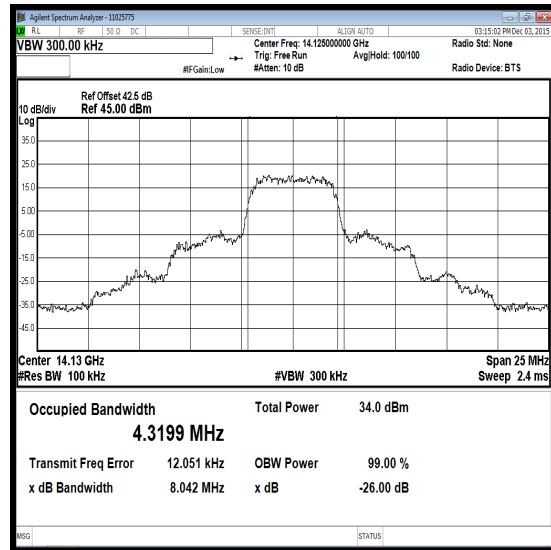 Agilent Spectrum Analyzer - 11025775
LXI RL RF 50 Ω DC SENSE:INT ALIGN AUTO 03:15:02 PM Dec 03, 2015
VBW 300.00 kHz Center Freq: 14.125000000 GHz Radio Std: None
Trig: Free Run Avg|Hold: 100/100
#IFGain:Low #Atten: 10 dB Radio Device: BTS
Ref Offset 42.5 dB
10 dB/div Ref 45.00 dBm
Log
35.0
25.0
15.0
5.00
-5.00
-15.0
-25.0
-35.0
-45.0
Center 14.13 GHz Span 25 MHz
#Res BW 100 kHz #VBW 300 kHz Sweep 2.4 ms
Occupied Bandwidth Total Power 34.0 dBm
4.3199 MHz
Transmit Freq Error 12.051 kHz OBW Power 99.00 %
x dB Bandwidth 8.042 MHz x dB -26.00 dB
MSG STATUS